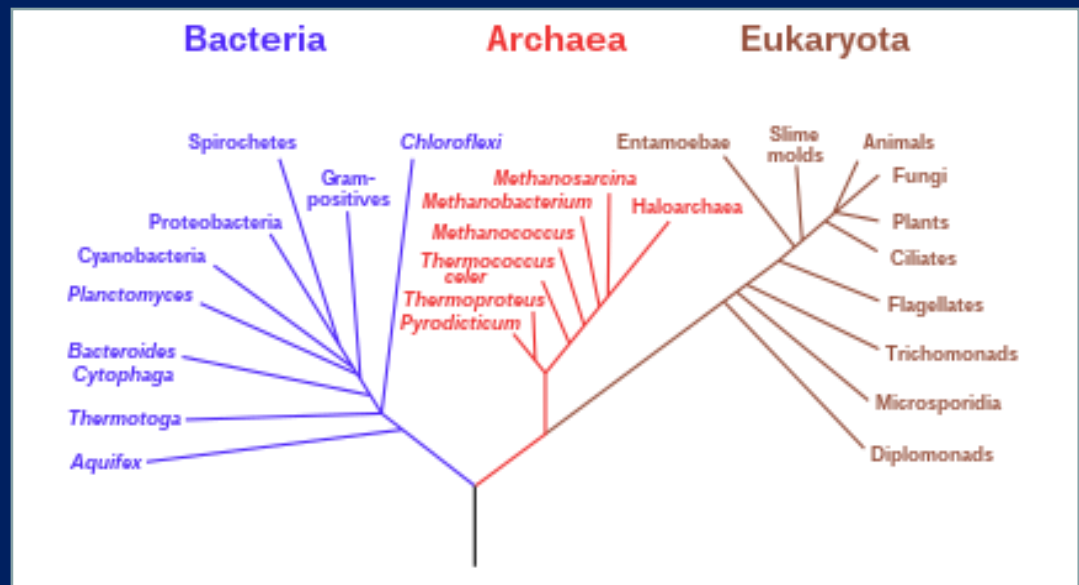 Bacteria
Archaea
Eukaryota
Spirochetes
Chloroflexi
Gram-
positives
Proteobacteria
Cyanobacteria
Planctomyces
Bacteroides
Cytophaga
Thermotoga
Aquifex
Methanosarcina
Methanobacterium
Haloarchaea
Methanococcus
Thermococcus
celer
Thermoproteus
Pyrodicticum
Entamoebae
Slime
molds
Animals
Fungi
Plants
Ciliates
Flagellates
Trichomonads
Microsporidia
Diplomonads